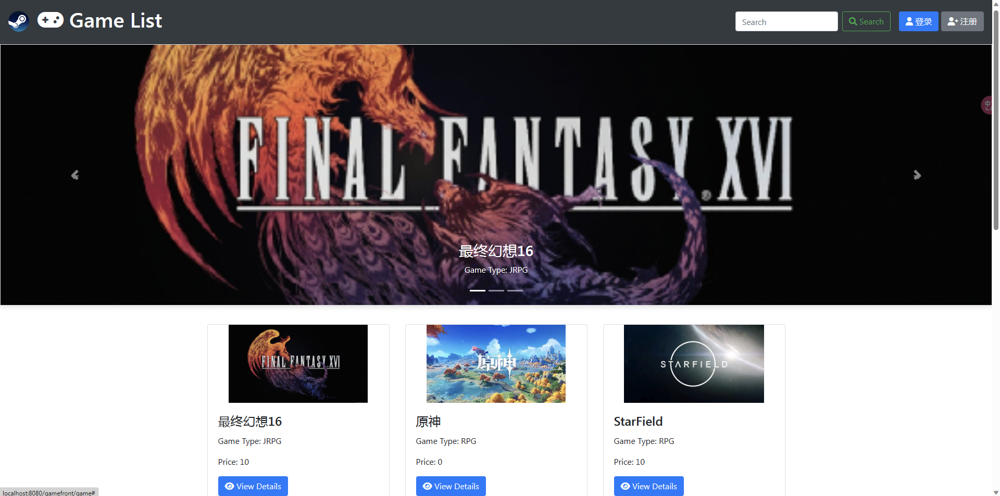 Game List
Search
Search
登录
注册
FINAL FANTASY XVI
最终幻想16
Game Type: JRPG
FINAL FANTASY XVI
原神
STARFIELD
最终幻想16
原神
StarField
Game Type: JRPG
Game Type: RPG
Game Type: RPG
Price: 10
Price: 0
Price: 10
View Details
View Details
View Details
localhost:8080/gamefront/game#